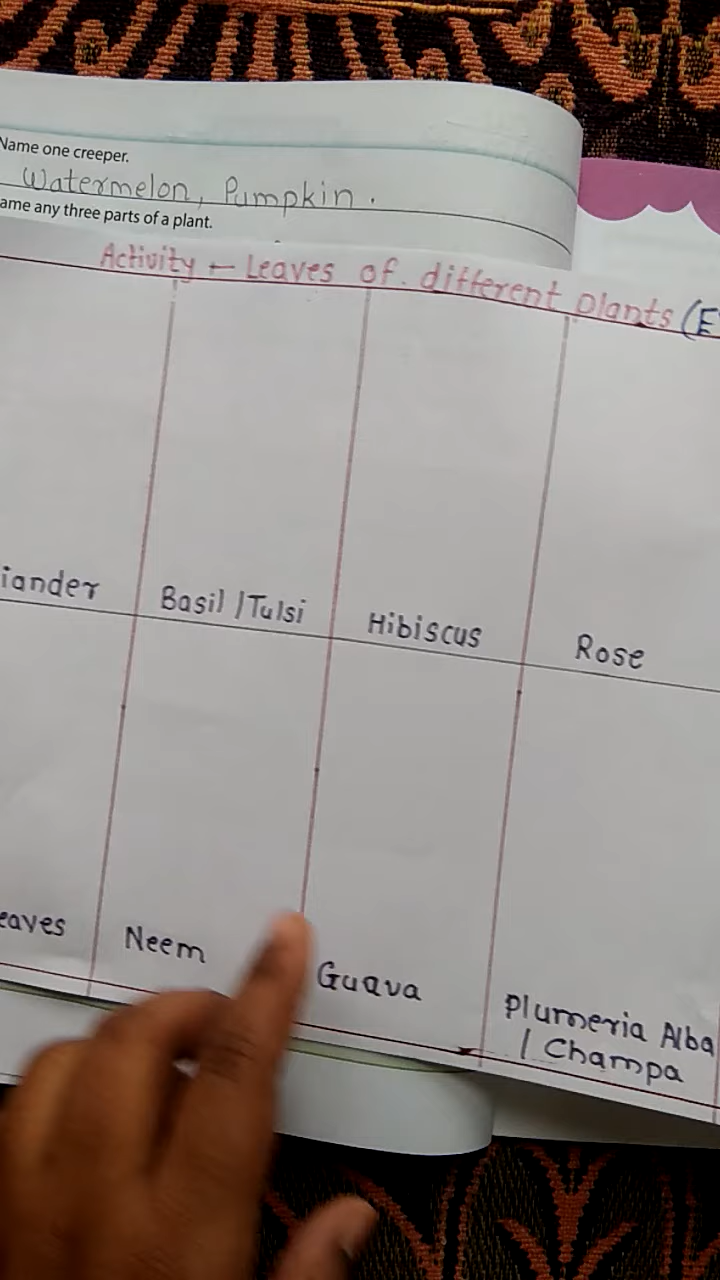 Name one creeper.
Watermelon, Pumpkin.
ame any three parts of a plant.
Activity - Leaves of different plants (E
iander
Basil / Tulsi
Hibiscus
Rose
eaves
Neem
Guava
Plumeria Alba
/ Champa